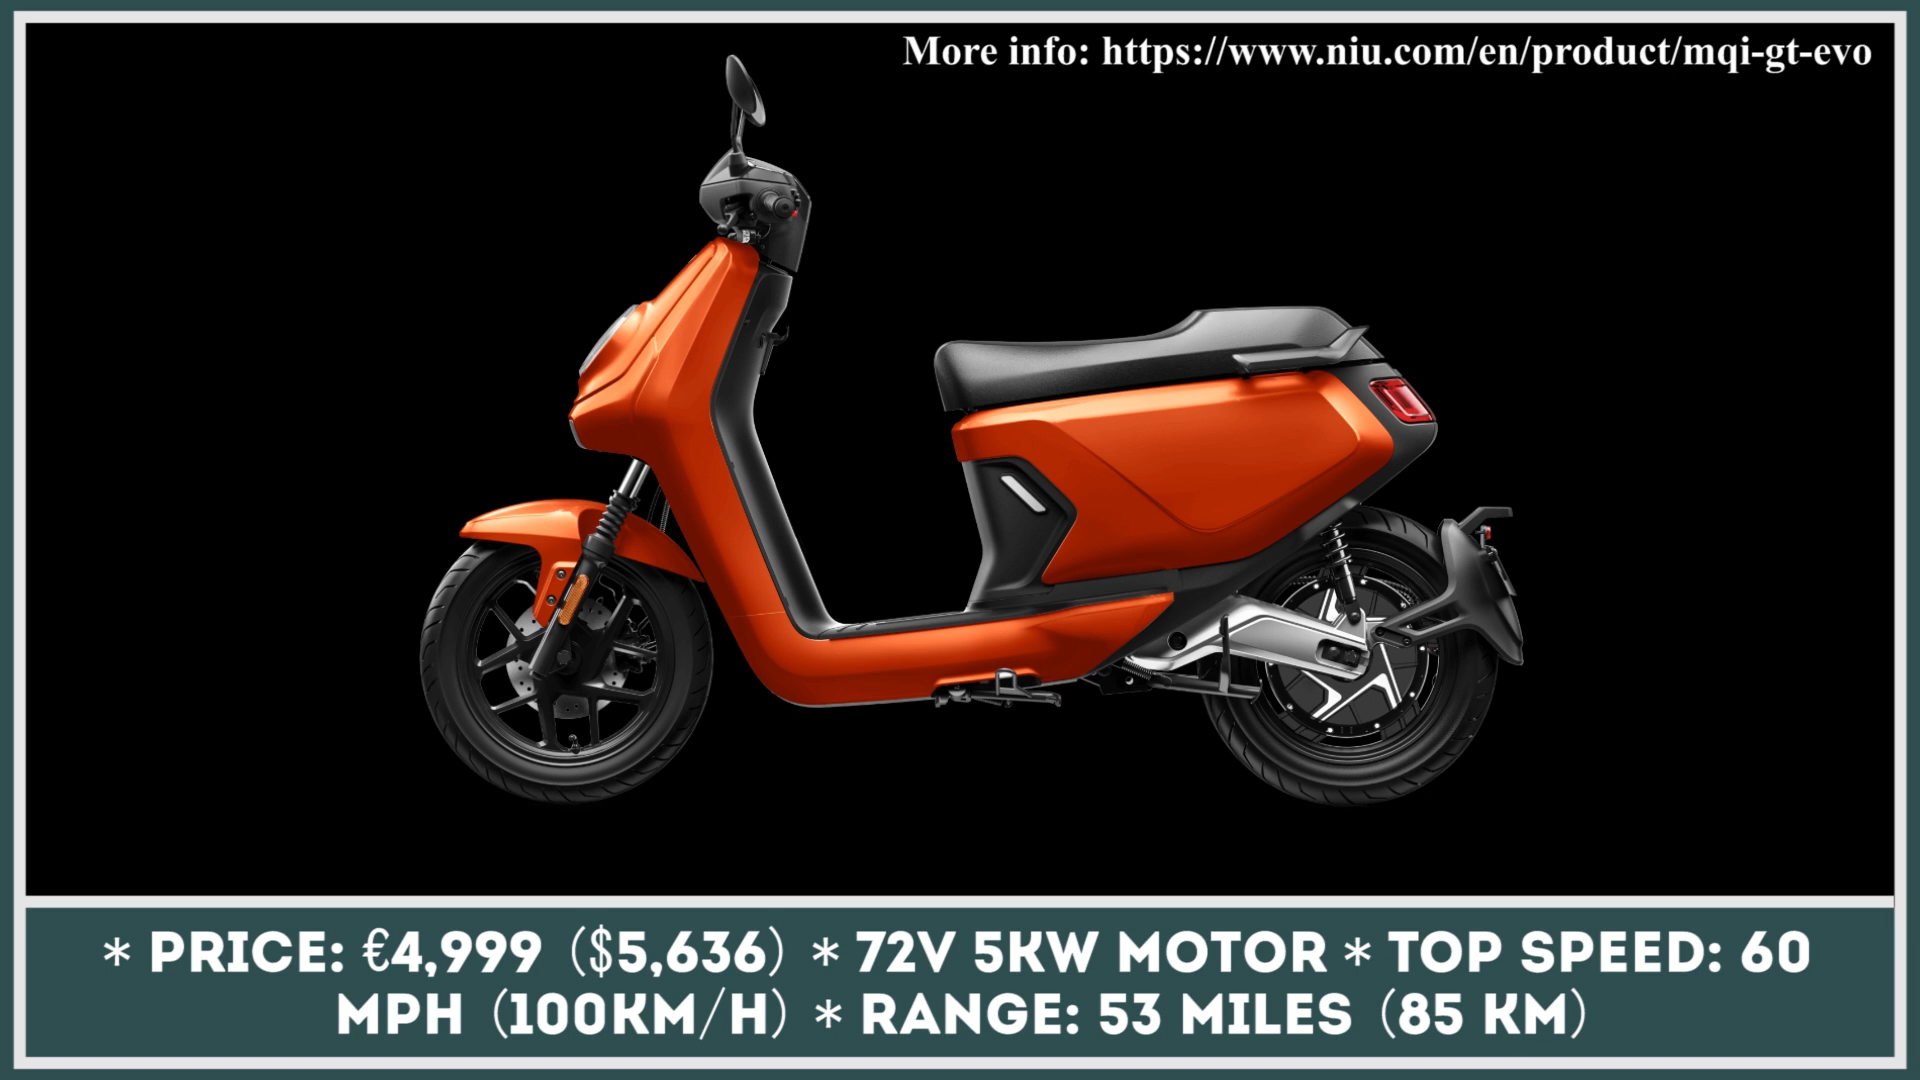 More info: https://www.niu.com/en/product/mqi-gt-evo
* PRICE: €4,999 ($5,636) * 72V 5KW MOTOR * TOP SPEED: 60
MPH (100KM/H) * RANGE: 53 MILES (85 KM)